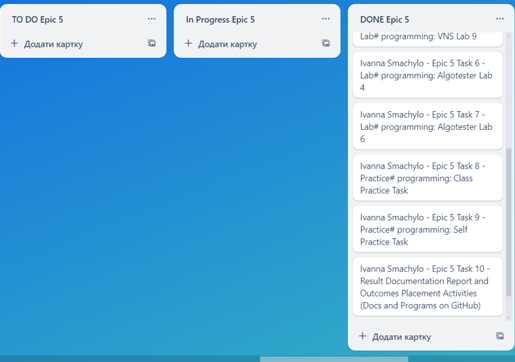 TO DO Epic 5
Додати картку
In Progress Epic 5
Додати картку
DONE Epic 5
Lab# programming: VNS Lab 9
Ivanna Smachylo - Epic 5 Task 6 -
Lab# programming: Algotester Lab
4
Ivanna Smachylo - Epic 5 Task 7 -
Lab# programming: Algotester Lab
6
Ivanna Smachylo - Epic 5 Task 8 -
Practice# programming: Class
Practice Task
Ivanna Smachylo - Epic 5 Task 9 -
Practice# programming: Self
Practice Task
Ivanna Smachylo - Epic 5 Task 10 -
Result Documentation Report and
Outcomes Placement Activities
(Docs and Programs on GitHub)
Додати картку